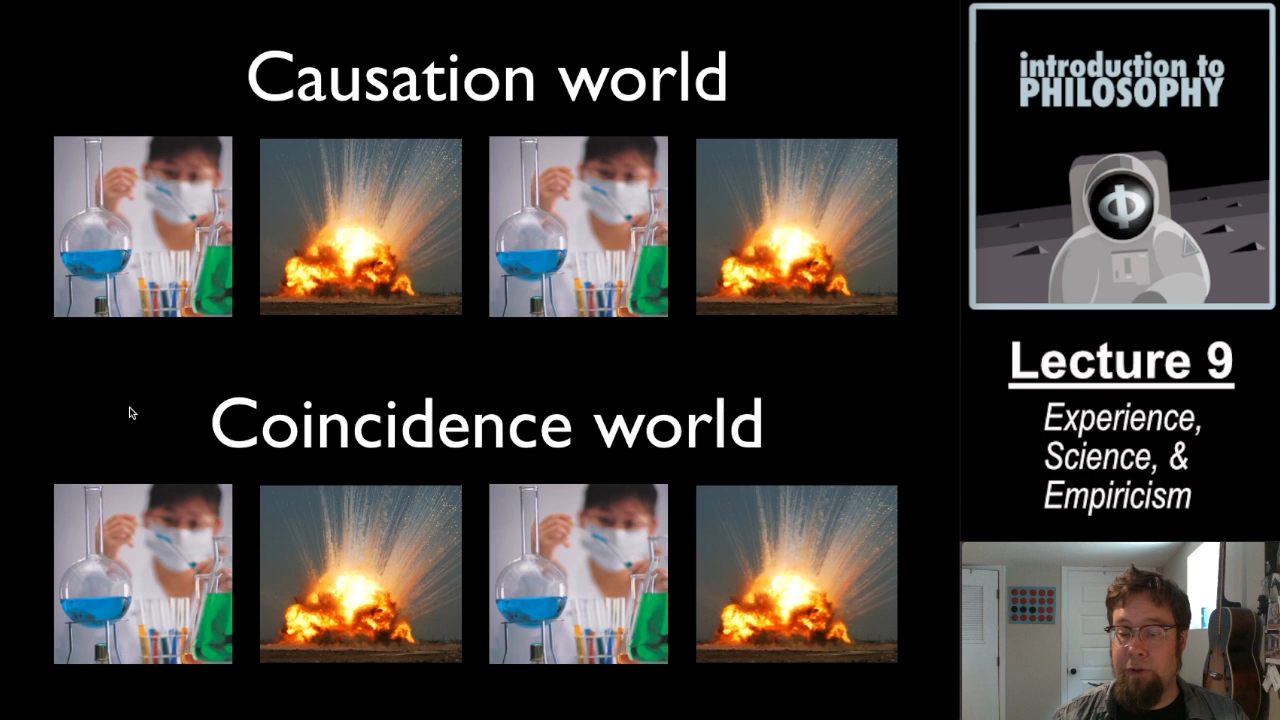 Causation world
Coincidence world
introduction to
PHILOSOPHY
Φ
Lecture 9
Experience,
Science, &
Empiricism